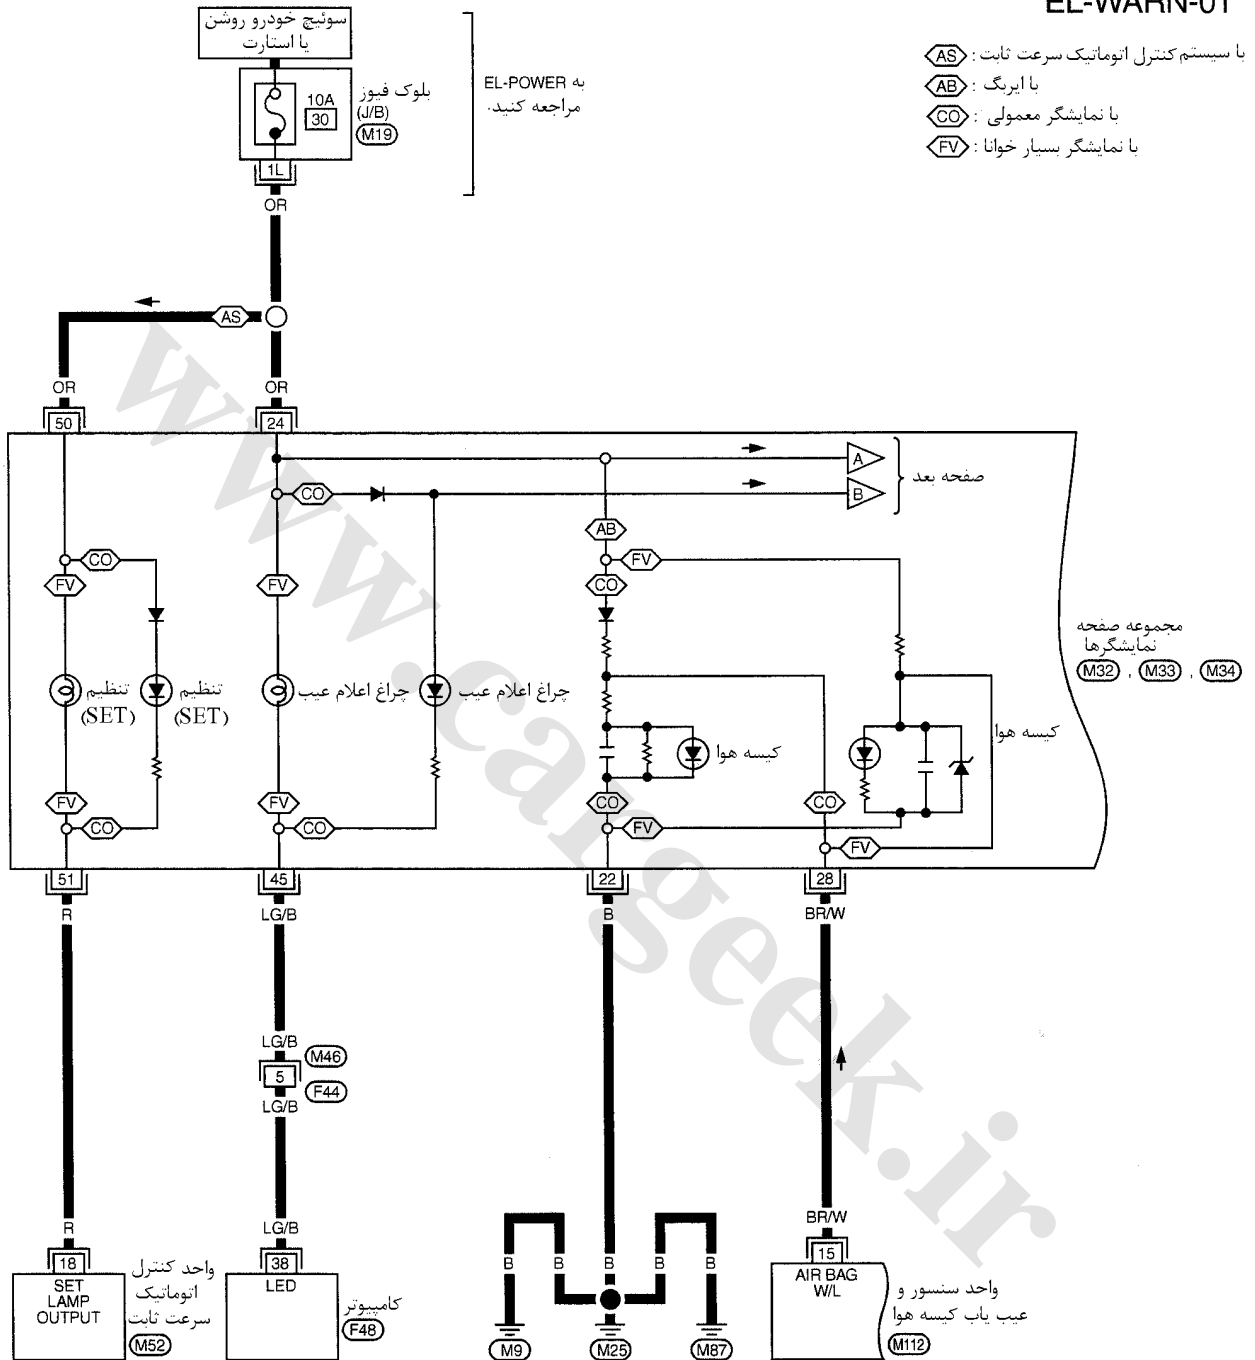 EL-WARN-01
سوئیچ خودرو روشن
یا استارت
با سیستم کنترل اتوماتیک سرعت ثابت : AS
با ایربگ : AB
با نمایشگر معمولی : CO
با نمایشگر بسیار خوانا : FV
به EL-POWER
مراجعه کنید.
10A
30
بلوک فیوز
(J/B)
M19
1L
OR
AS
OR
OR
50
24
A
B
صفحه بعد
CO
AB
CO
FV
FV
FV
CO
مجموعه صفحه
نمایشگرها
M32 , M33 , M34
تنظیم
(SET)
تنظیم
(SET)
چراغ اعلام عیب
چراغ اعلام عیب
کیسه هوا
کیسه هوا
FV
CO
FV
CO
CO
FV
CO
FV
51
45
22
28
R
LG/B
B
BR/W
LG/B
M46
5
F44
LG/B
R
LG/B
BR/W
18
38
B
B
B
B
B
15
SET
LAMP
OUTPUT
واحد کنترل
اتوماتیک
سرعت ثابت
M52
LED
کامپیوتر
F48
M9
M25
M87
AIR BAG
W/L
واحد سنسور و
عیب یاب کیسه هوا
M112
www.cargeek.ir